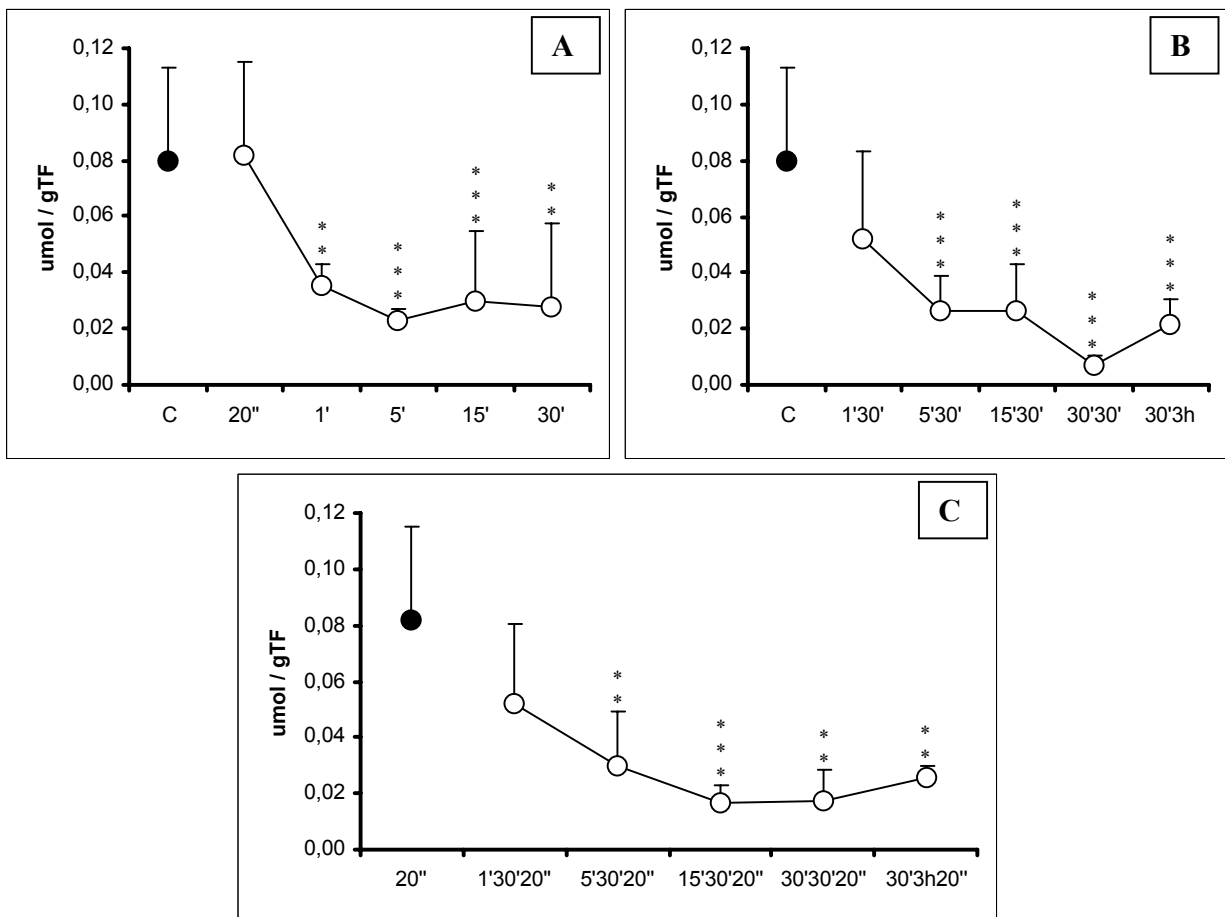 A
0,12
0,10
0,08
0,06
0,04
0,02
0,00
umol / gTF
* *
* * *
* * *
* *
C 20" 1' 5' 15' 30'
B
0,12
0,10
0,08
0,06
0,04
0,02
0,00
umol / gTF
* * *
* * *
* * *
* * *
C 1'30' 5'30' 15'30' 30'30' 30'3h
C
0,12
0,10
0,08
0,06
0,04
0,02
0,00
umol / gTF
* *
* * *
* *
* *
20" 1'30'20" 5'30'20" 15'30'20" 30'30'20" 30'3h20"